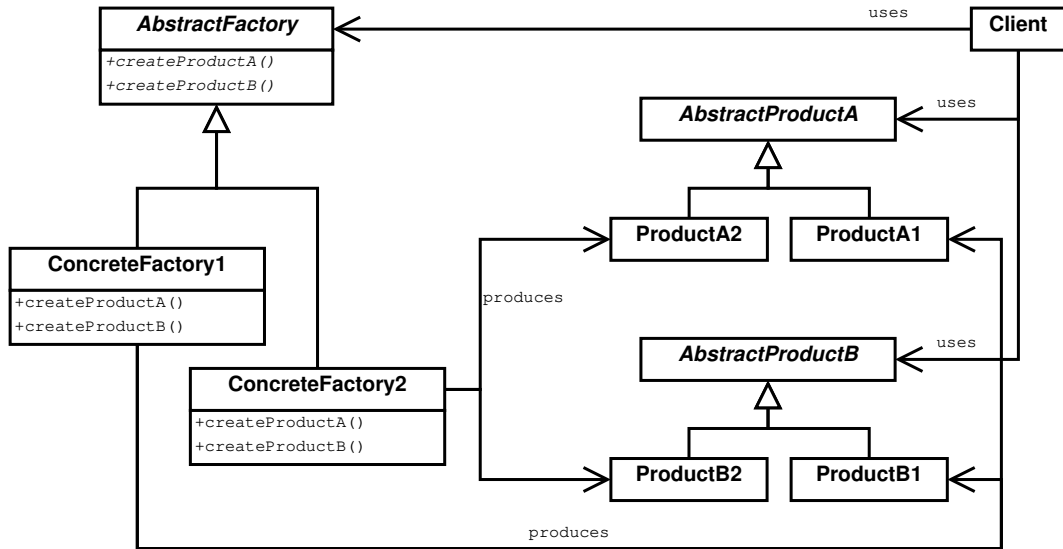 AbstractFactory
+createProductA()
+createProductB()
uses
Client
AbstractProductA
uses
ProductA2
ProductA1
ConcreteFactory1
+createProductA()
+createProductB()
produces
AbstractProductB
uses
ConcreteFactory2
+createProductA()
+createProductB()
ProductB2
ProductB1
produces